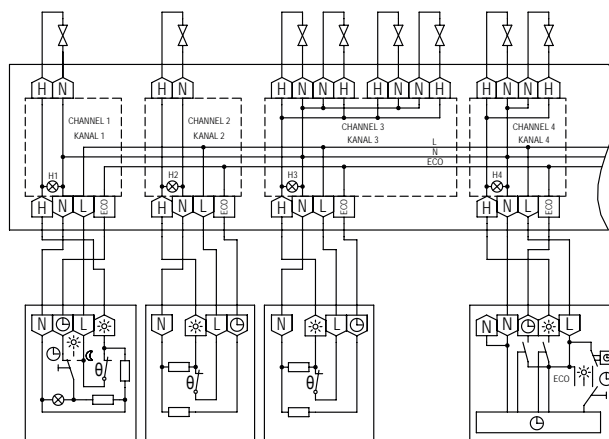 H N H N H N N H H N N H H N N H
CHANNEL 1
KANAL 1
CHANNEL 2
KANAL 2
CHANNEL 3
KANAL 3
CHANNEL 4
KANAL 4
L
N
ECO
H1
H2
H3
H4
H N L ECO
H N L ECO
H N L ECO
H N L ECO
N L
N L
N L
N N L
θ
θ
θ
ECO